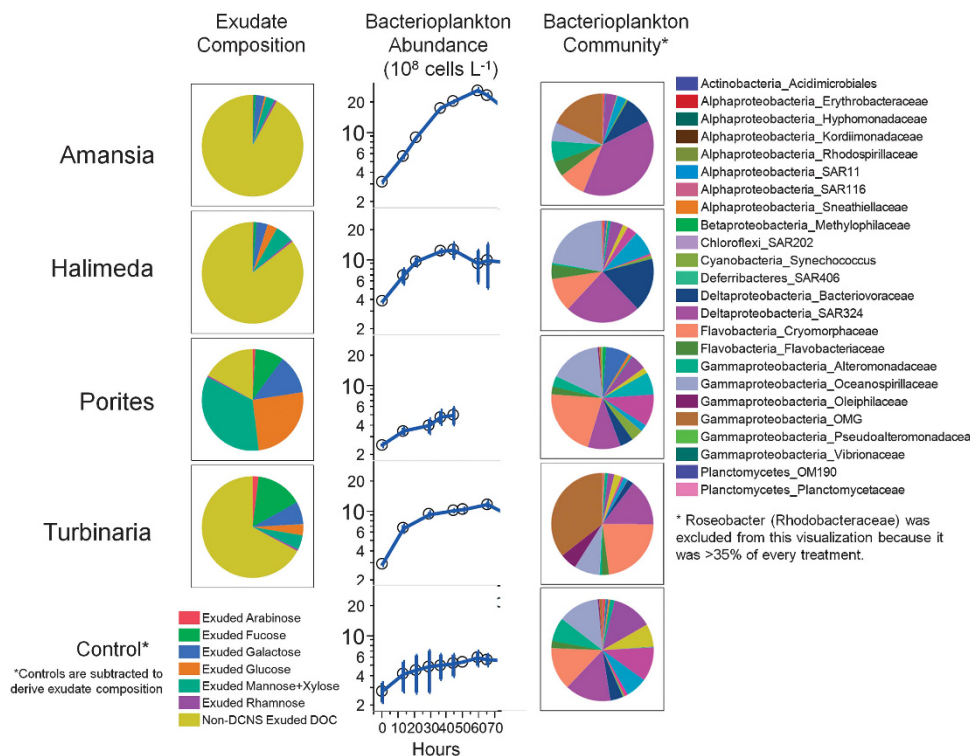 Exudate
Composition
Bacterioplankton
Abundance
(10⁸ cells L⁻¹)
Bacterioplankton
Community*
Amansia
20
10
6
4
2
Halimeda
20
10
6
4
2
Porites
20
10
6
4
2
Turbinaria
20
10
6
4
2
Control*
*Controls are subtracted to
derive exudate composition
Exuded Arabinose
Exuded Fucose
Exuded Galactose
Exuded Glucose
Exuded Mannose+Xylose
Exuded Rhamnose
Non-DCNS Exuded DOC
20
10
6
4
2
0 10 20 30 40 50 60 70
Hours
Actinobacteria_Acidimicrobiales
Alphaproteobacteria_Erythrobacteraceae
Alphaproteobacteria_Hyphomonadaceae
Alphaproteobacteria_Kordiimonadaceae
Alphaproteobacteria_Rhodospirillaceae
Alphaproteobacteria_SAR11
Alphaproteobacteria_SAR116
Alphaproteobacteria_Sneathiellaceae
Betaproteobacteria_Methylophilaceae
Chloroflexi_SAR202
Cyanobacteria_Synechococcus
Deferribacteres_SAR406
Deltaproteobacteria_Bacteriovoraceae
Deltaproteobacteria_SAR324
Flavobacteria_Cryomorphaceae
Flavobacteria_Flavobacteriaceae
Gammaproteobacteria_Alteromonadaceae
Gammaproteobacteria_Oceanospirillaceae
Gammaproteobacteria_Oleiphilaceae
Gammaproteobacteria_OMG
Gammaproteobacteria_Pseudoalteromonadacea
Gammaproteobacteria_Vibrionaceae
Planctomycetes_OM190
Planctomycetes_Planctomycetaceae
* Roseobacter (Rhodobacteraceae) was
excluded from this visualization because it
was >35% of every treatment.